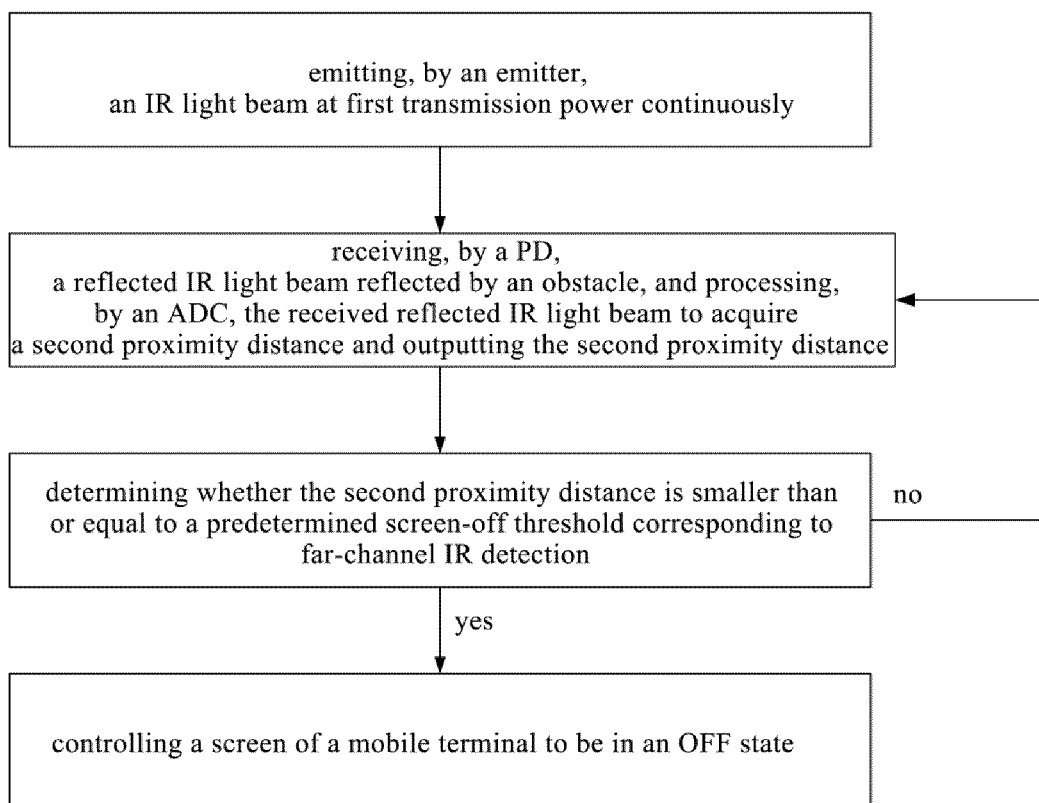 emitting, by an emitter,
an IR light beam at first transmission power continuously
receiving, by a PD,
a reflected IR light beam reflected by an obstacle, and processing,
by an ADC, the received reflected IR light beam to acquire
a second proximity distance and outputting the second proximity distance
determining whether the second proximity distance is smaller than
or equal to a predetermined screen-off threshold corresponding to
far-channel IR detection
no
yes
controlling a screen of a mobile terminal to be in an OFF state